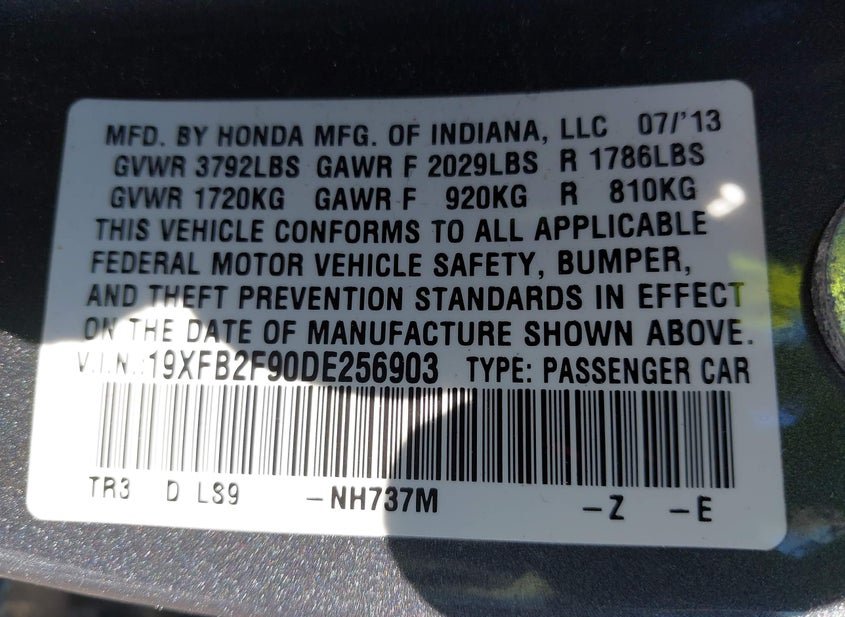 MFD. BY HONDA MFG. OF INDIANA, LLC 07/'13
GVWR 3792LBS GAWR F 2029LBS R 1786LBS
GVWR 1720KG GAWR F 920KG R 810KG
THIS VEHICLE CONFORMS TO ALL APPLICABLE
FEDERAL MOTOR VEHICLE SAFETY, BUMPER,
AND THEFT PREVENTION STANDARDS IN EFFECT
ON THE DATE OF MANUFACTURE SHOWN ABOVE.
V.I.N.:19XFB2F90DE256903 TYPE: PASSENGER CAR
TR3 D LS9 -NH737M -Z -E